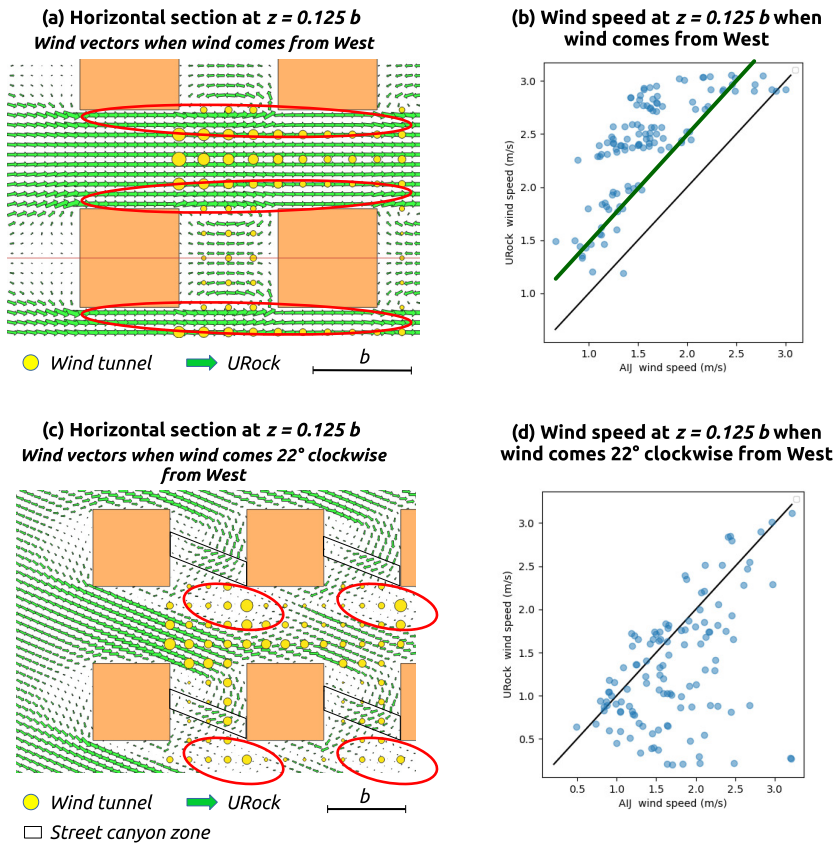 (a) Horizontal section at z = 0.125 b
Wind vectors when wind comes from West
Wind tunnel
URock
b
(b) Wind speed at z = 0.125 b when
wind comes from West
URock wind speed (m/s)
3.0
2.5
2.0
1.5
1.0
1.0 1.5 2.0 2.5 3.0
AIJ wind speed (m/s)
(c) Horizontal section at z = 0.125 b
Wind vectors when wind comes 22° clockwise
from West
Wind tunnel
URock
b
Street canyon zone
(d) Wind speed at z = 0.125 b when
wind comes 22° clockwise from West
URock wind speed (m/s)
3.0
2.5
2.0
1.5
1.0
0.5
0.5 1.0 1.5 2.0 2.5 3.0
AIJ wind speed (m/s)